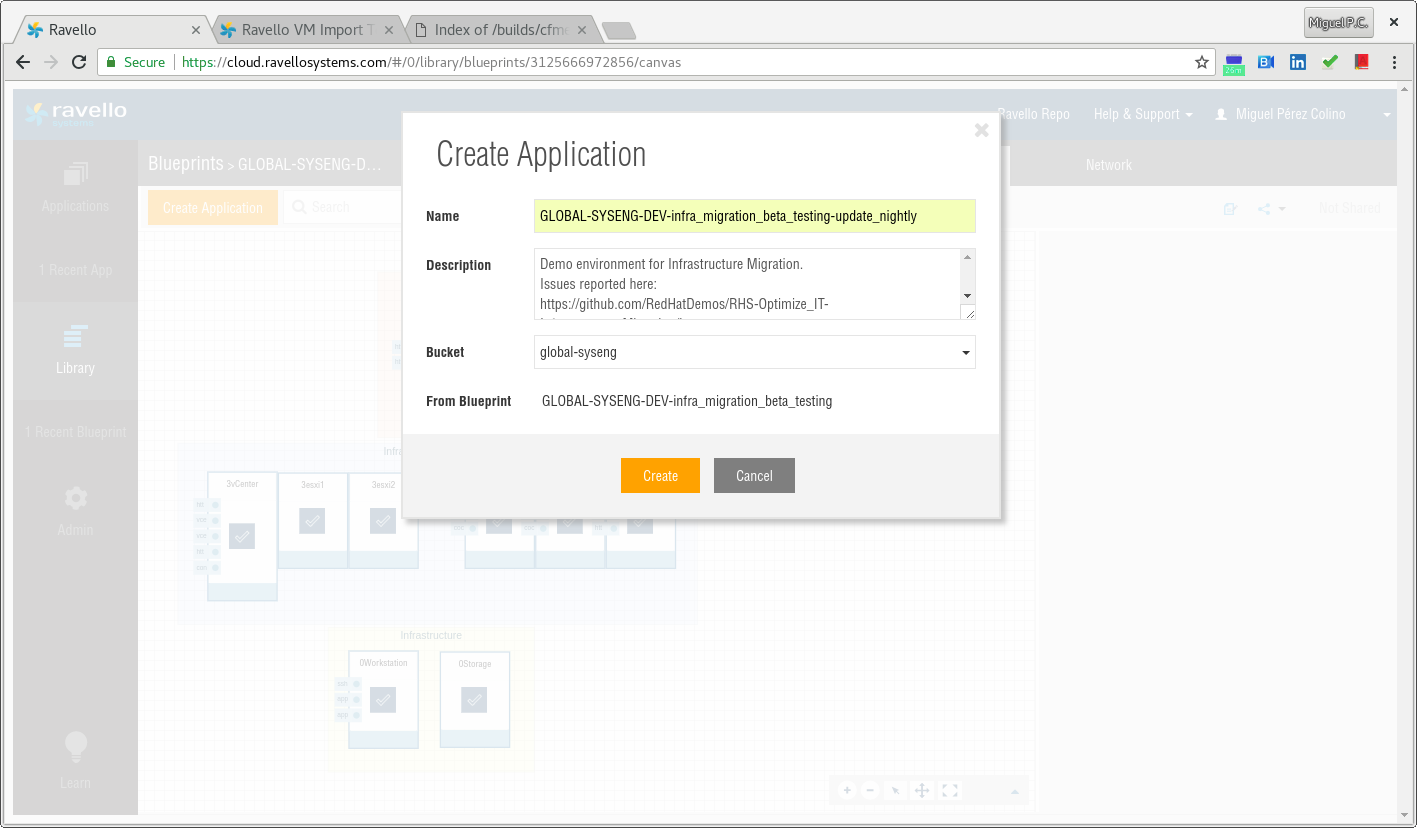 Ravello
Ravello VM Import T
Index of /builds/cfme
Miguel P.C.
Secure
https://cloud.ravellosystems.com/#/0/library/blueprints/3125666972856/canvas
ravello
Ravello Repo
Help & Support
Miguel Pérez Colino
Blueprints > GLOBAL-SYSENG-D...
Network
Create Application
Search
Not Shared
Applications
1 Recent App
Library
1 Recent Blueprint
Admin
Learn
Create Application
Name
GLOBAL-SYSENG-DEV-infra_migration_beta_testing-update_nightly
Description
Demo environment for Infrastructure Migration.
Issues reported here:
https://github.com/RedHatDemos/RHS-Optimize_IT-
Bucket
global-syseng
From Blueprint
GLOBAL-SYSENG-DEV-infra_migration_beta_testing
Create
Cancel
3vCenter
3esxi1
3esxi2
Infrastructure
0Workstation
0Storage